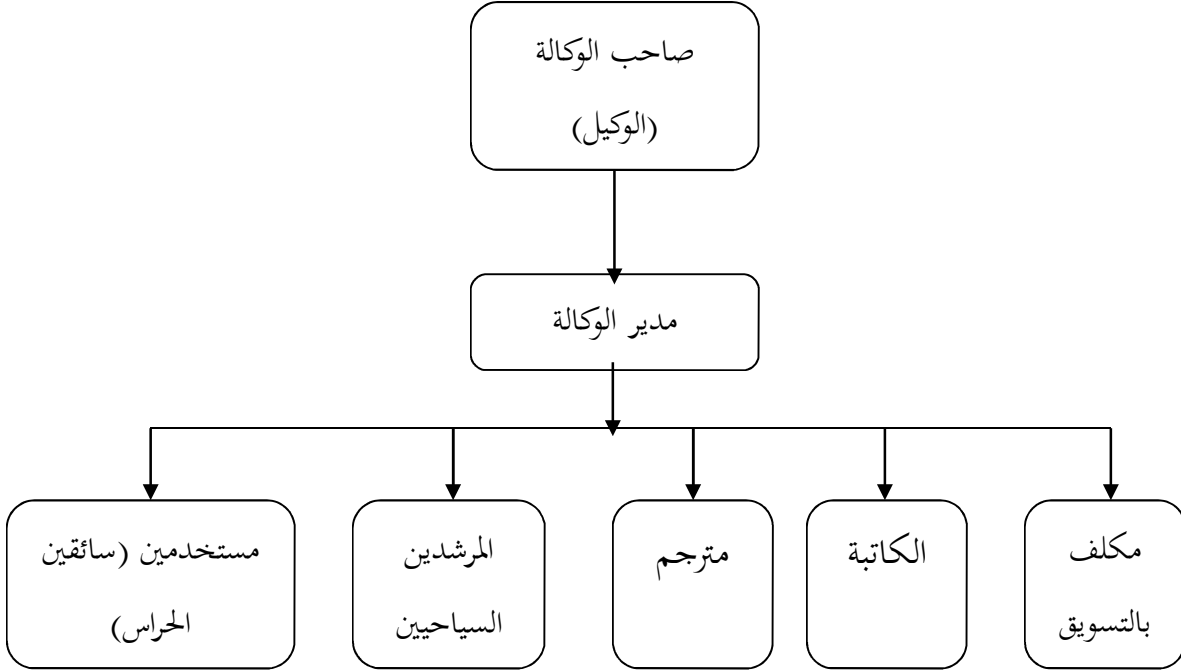 صاحب الوكالة
(الوكيل)
مدير الوكالة
مكلف
بالتسويق
الكاتبة
مترجم
المرشدين
السياحيين
مستخدمين (سائقين
الحراس)